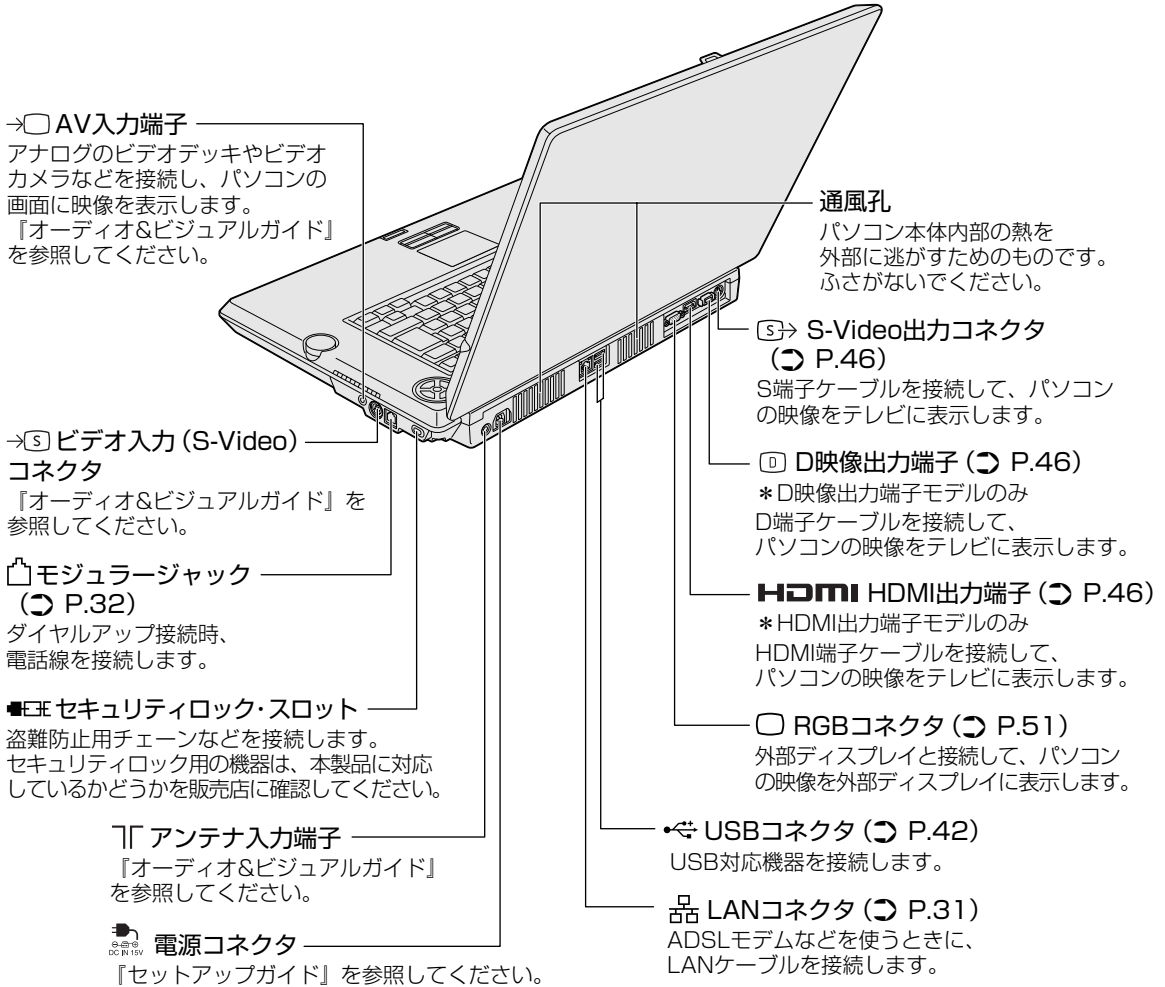 AV入力端子
アナログのビデオデッキやビデオ
カメラなどを接続し、パソコンの
画面に映像を表示します。
『オーディオ&ビジュアルガイド』
を参照してください。
S ビデオ入力(S-Video)
コネクタ
『オーディオ&ビジュアルガイド』を
参照してください。
モジュラージャック
( P.32)
ダイヤルアップ接続時、
電話線を接続します。
セキュリティロック・スロット
盗難防止用チェーンなどを接続します。
セキュリティロック用の機器は、本製品に対応
しているかどうかを販売店に確認してください。
アンテナ入力端子
『オーディオ&ビジュアルガイド』
を参照してください。
DC IN 15V 電源コネクタ
『セットアップガイド』を参照してください。
通風孔
パソコン本体内部の熱を
外部に逃がすためのものです。
ふさがないでください。
S S-Video出力コネクタ
( P.46)
S端子ケーブルを接続して、パソコン
の映像をテレビに表示します。
D D映像出力端子( P.46)
*D映像出力端子モデルのみ
D端子ケーブルを接続して、
パソコンの映像をテレビに表示します。
HDMI HDMI出力端子( P.46)
*HDMI出力端子モデルのみ
HDMI端子ケーブルを接続して、
パソコンの映像をテレビに表示します。
RGBコネクタ( P.51)
外部ディスプレイと接続して、パソコン
の映像を外部ディスプレイに表示します。
USBコネクタ( P.42)
USB対応機器を接続します。
LANコネクタ( P.31)
ADSLモデムなどを使うときに、
LANケーブルを接続します。